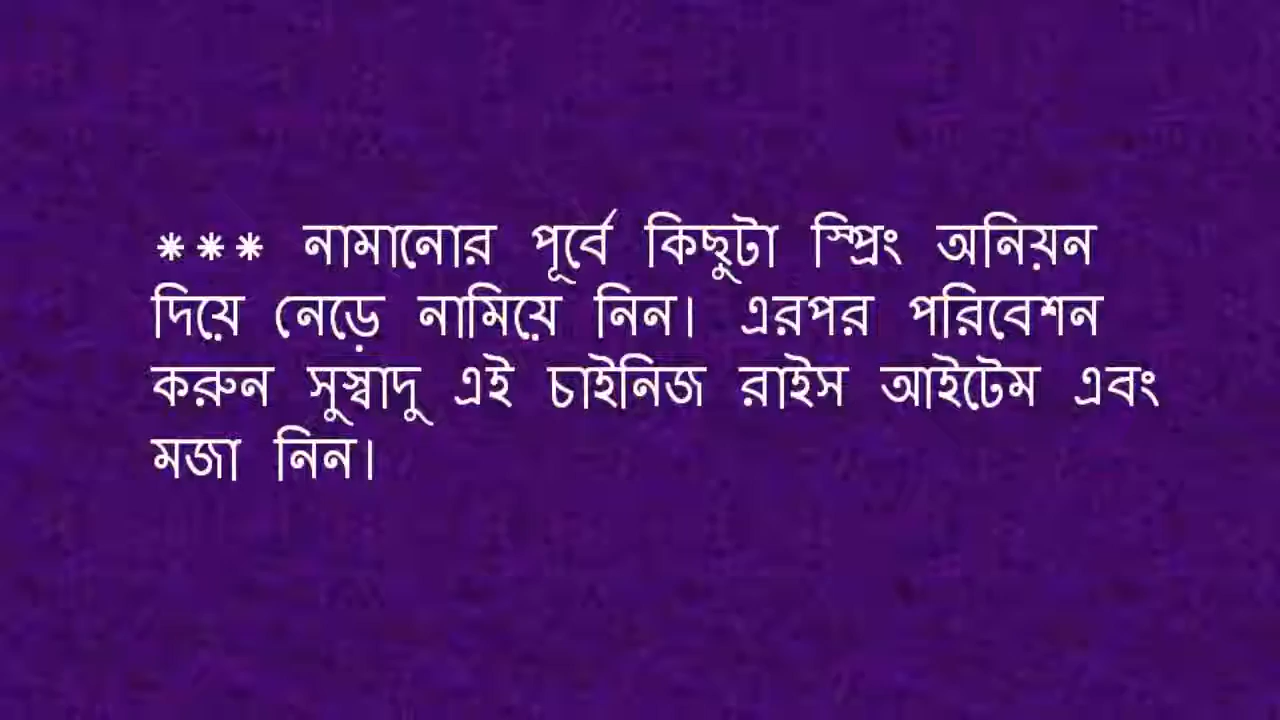 *** নামানোর পূর্বে কিছুটা স্প্রিং অনিয়ন
দিয়ে নেড়ে নামিয়ে নিন। এরপর পরিবেশন
করুন সুস্বাদু এই চাইনিজ রাইস আইটেম এবং
মজা নিন।